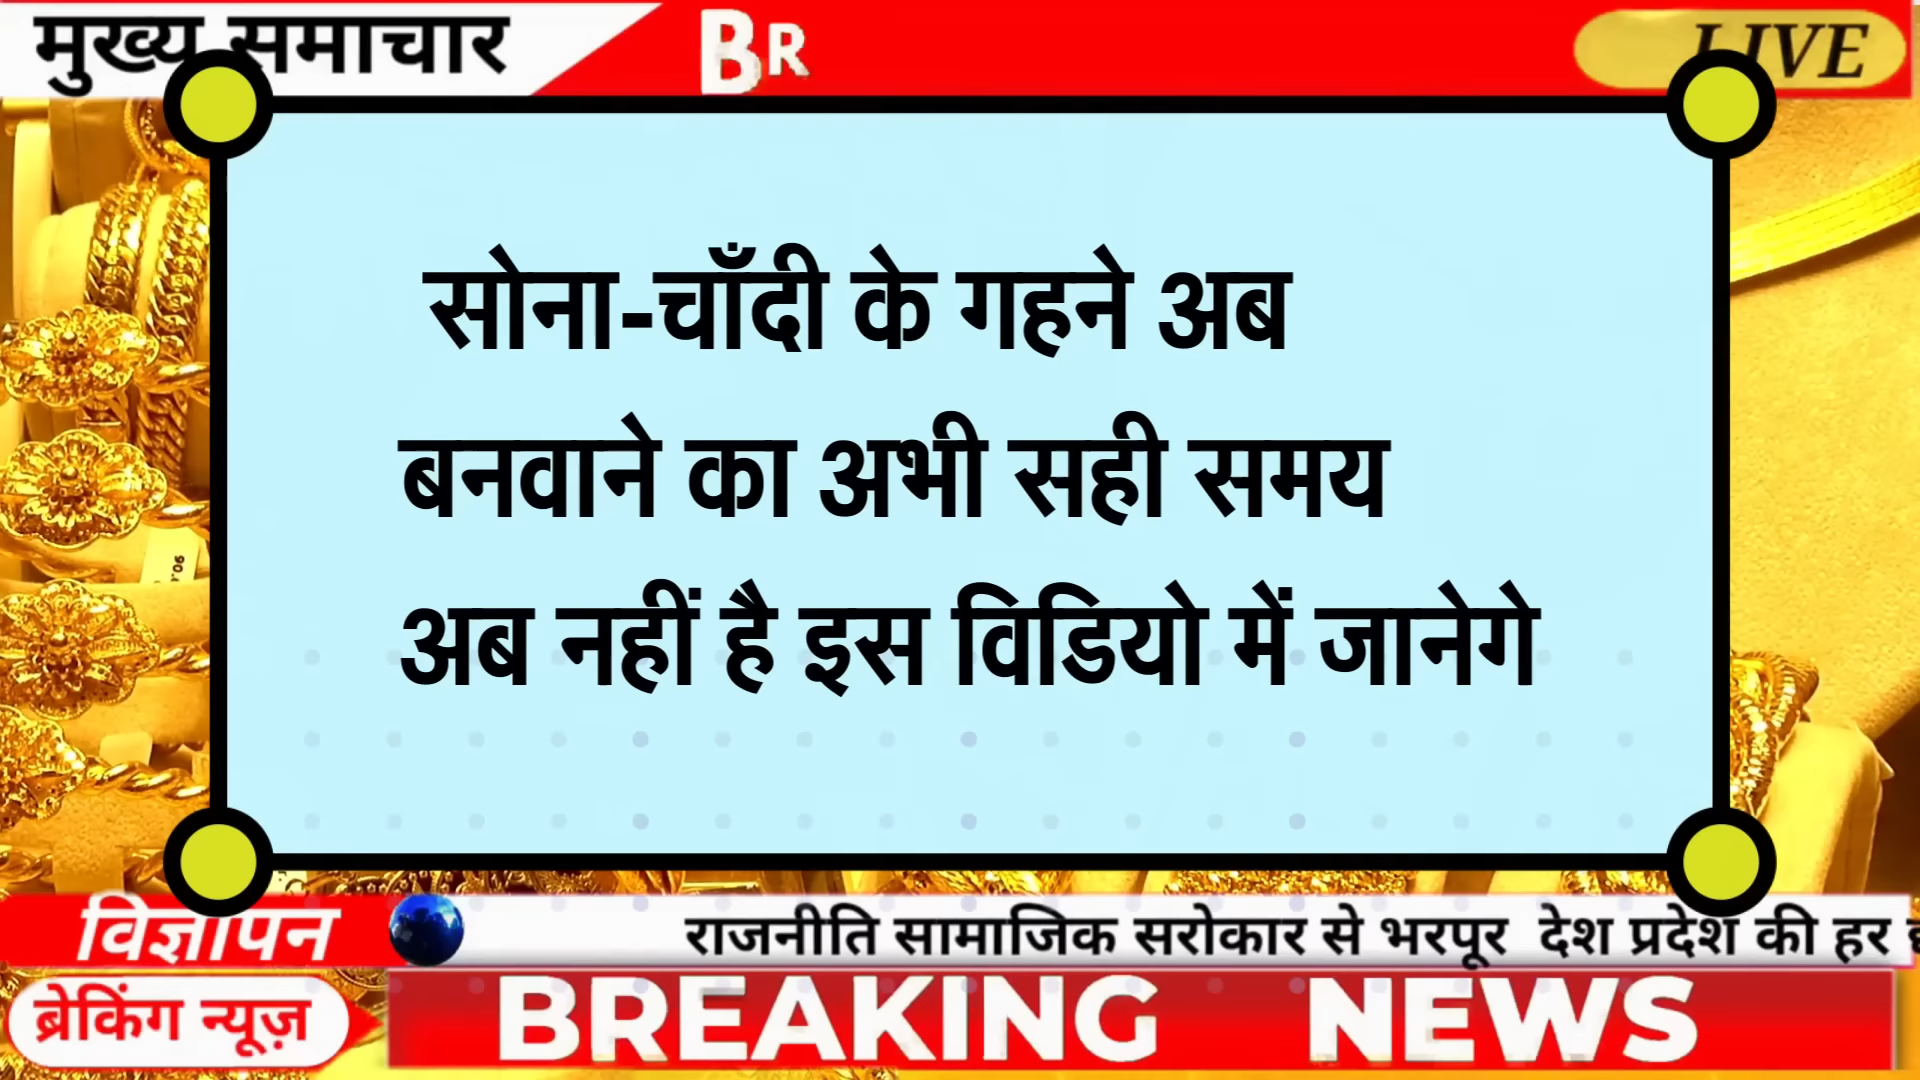 मुख्य समाचार
BR
LIVE
सोना-चाँदी के गहने अब
बनवाने का अभी सही समय
अब नहीं है इस विडियो में जानेगे
विज्ञापन
राजनीति सामाजिक सरोकार से भरपूर देश प्रदेश की हर
ब्रेकिंग न्यूज़
BREAKING NEWS